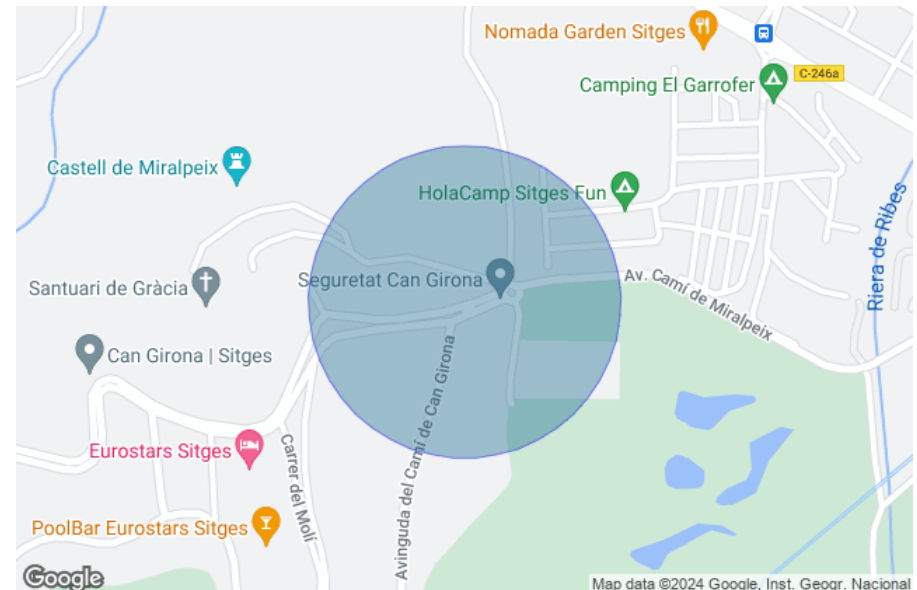 Nomada Garden Sitges
C-246a
Camping El Garrofer
Castell de Miralpeix
HolaCamp Sitges Fun
Riera de Ribes
Seguretat Can Girona
Av. Camí de Miralpeix
Santuari de Gràcia
Can Girona | Sitges
Avinguda del Camí de Can Girona
Eurostars Sitges
Carrer del Molí
PoolBar Eurostars Sitges
Google
Map data ©2024 Google, Inst. Geogr. Nacional